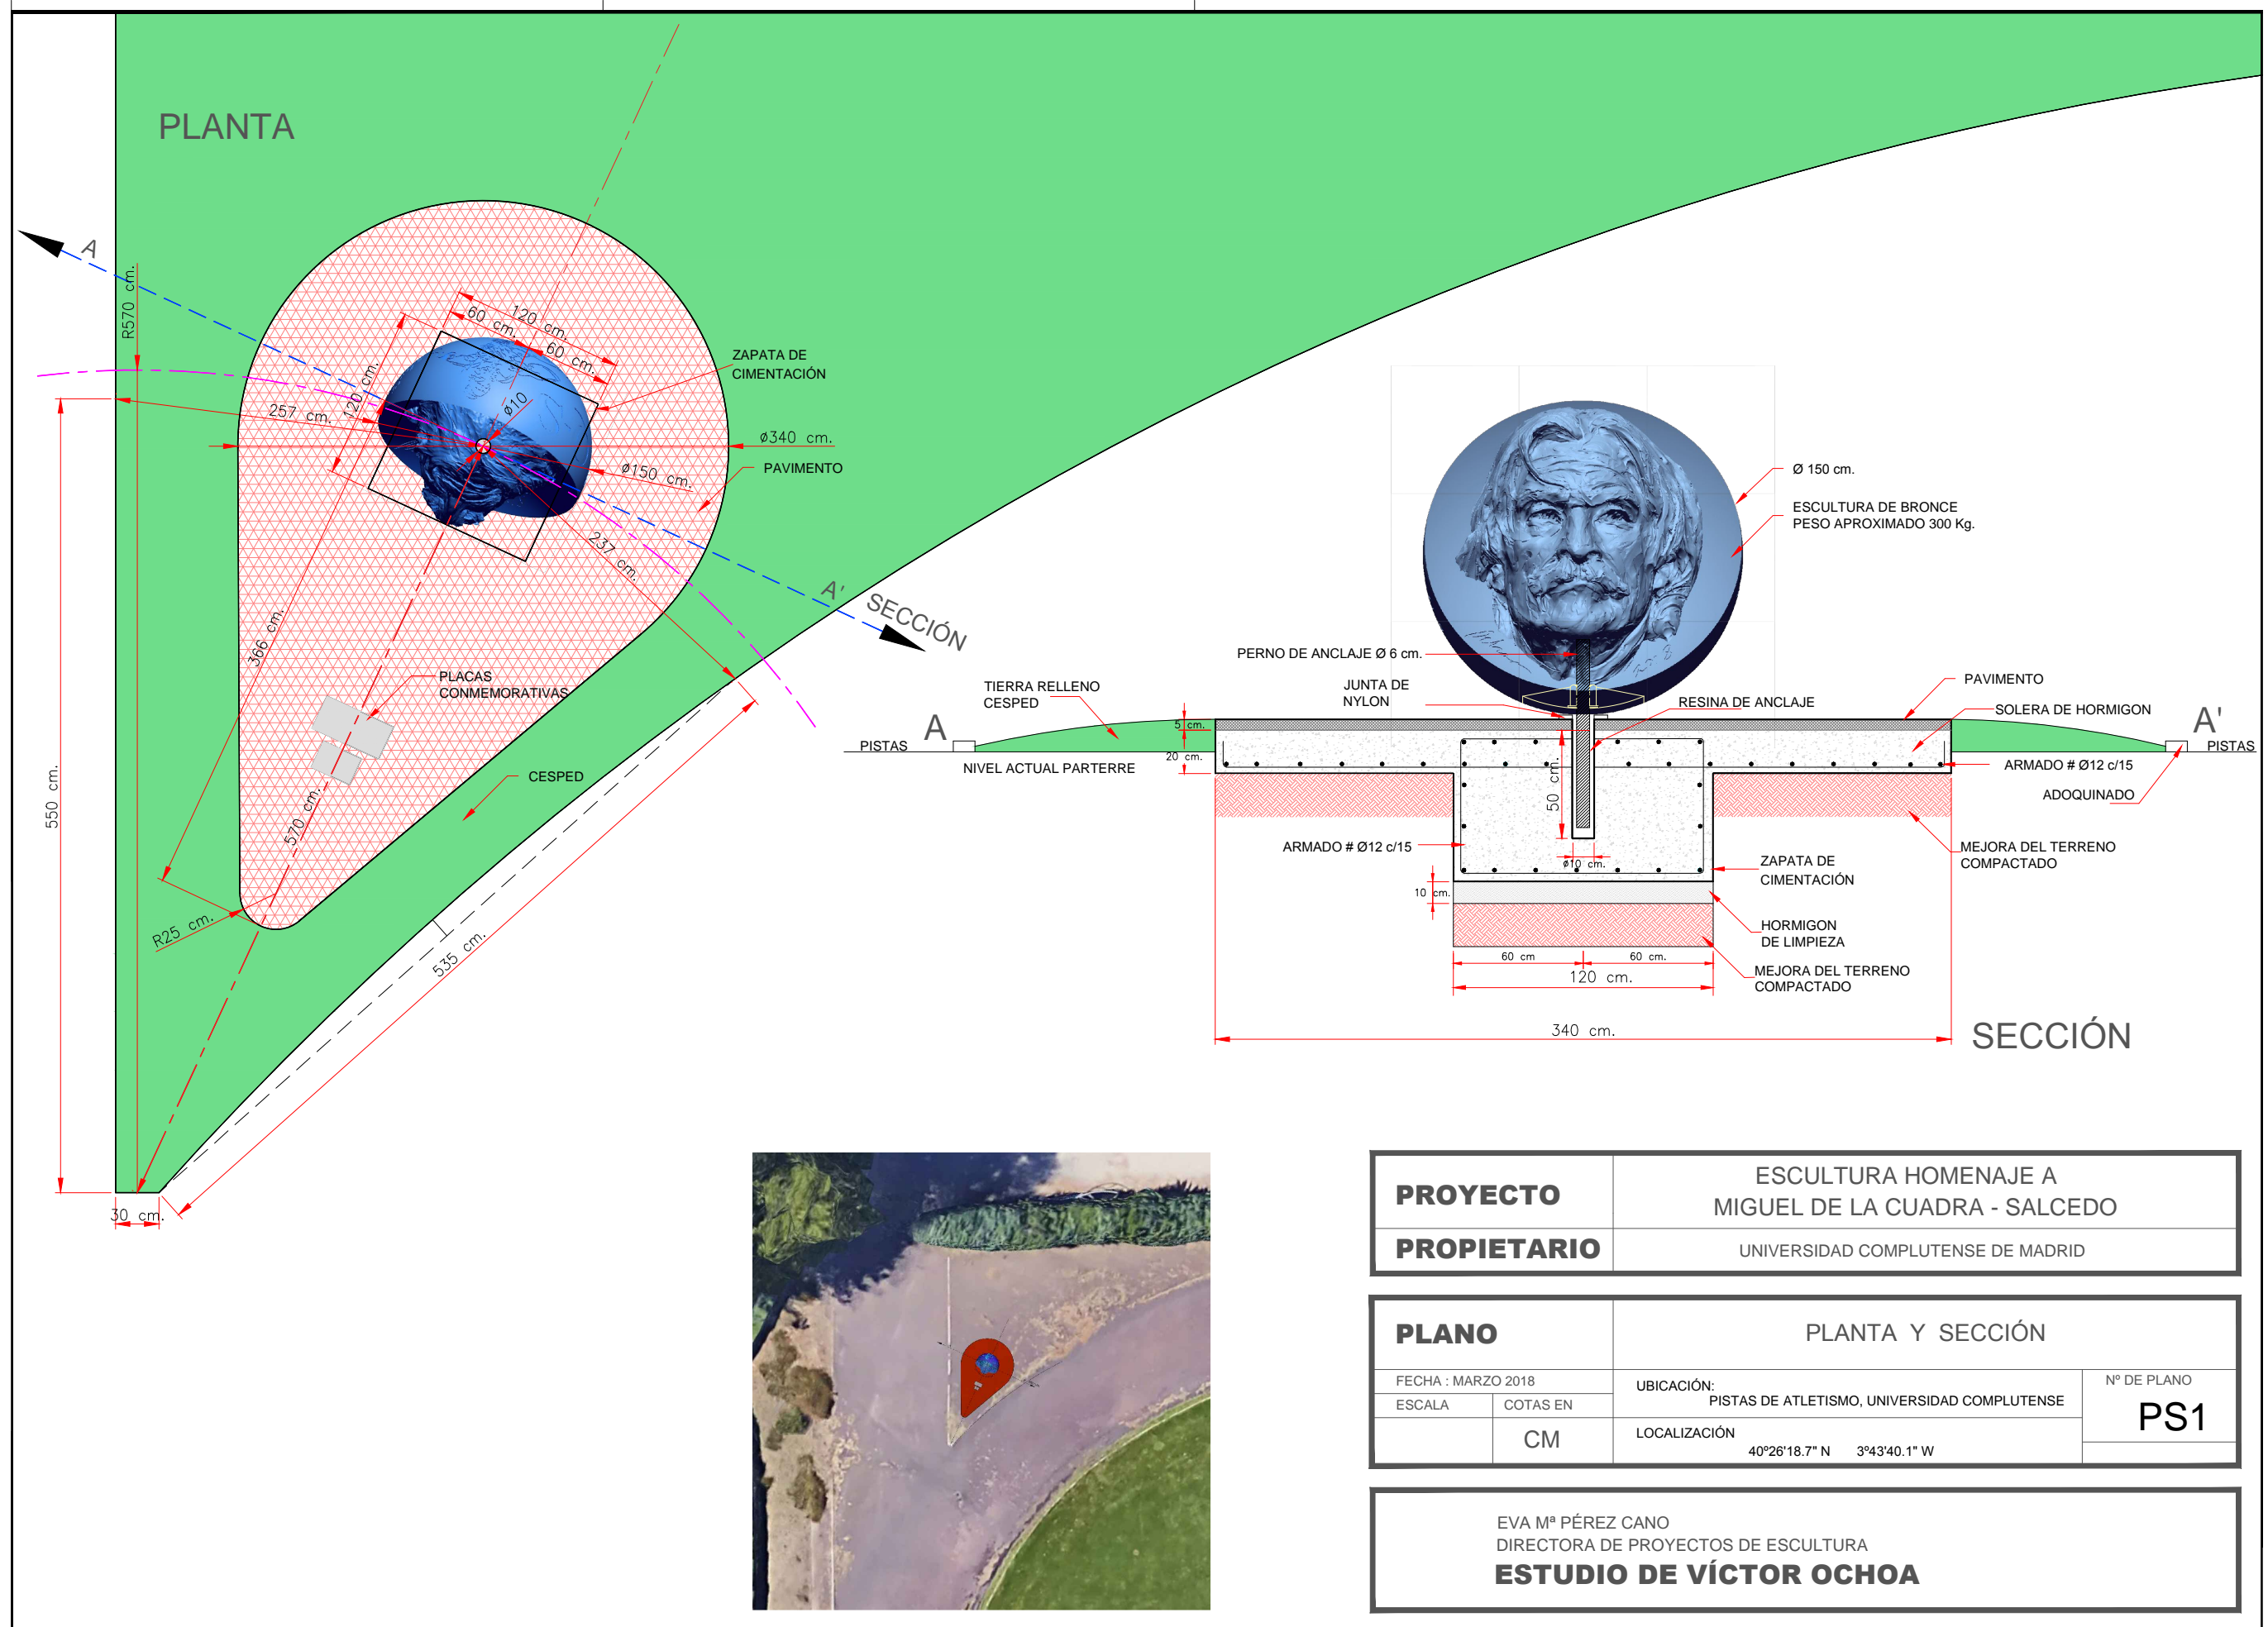 PLANTA
A
R570 cm.
120 cm.
60 cm.
60 cm.
120 cm.
ZAPATA DE
CIMENTACIÓN
ø10
257 cm.
ø340 cm.
PAVIMENTO
ø150 cm.
237 cm.
A'
SECCIÓN
366 cm.
PLACAS
CONMEMORATIVAS
CESPED
570 cm.
550 cm.
R25 cm.
535 cm.
30 cm.
Ø 150 cm.
ESCULTURA DE BRONCE
PESO APROXIMADO 300 Kg.
PERNO DE ANCLAJE Ø 6 cm.
JUNTA DE
NYLON
RESINA DE ANCLAJE
TIERRA RELLENO
CESPED
PAVIMENTO
SOLERA DE HORMIGON
A
A'
PISTAS
PISTAS
5 cm.
20 cm.
NIVEL ACTUAL PARTERRE
ARMADO # Ø12 c/15
ADOQUINADO
50 cm.
ARMADO # Ø12 c/15
ø10 cm.
MEJORA DEL TERRENO
COMPACTADO
ZAPATA DE
CIMENTACIÓN
10 cm.
HORMIGON
DE LIMPIEZA
60 cm
60 cm.
120 cm.
MEJORA DEL TERRENO
COMPACTADO
340 cm.
SECCIÓN
PROYECTO
ESCULTURA HOMENAJE A
MIGUEL DE LA CUADRA - SALCEDO
PROPIETARIO
UNIVERSIDAD COMPLUTENSE DE MADRID
PLANO
PLANTA Y SECCIÓN
FECHA : MARZO 2018
ESCALA
COTAS EN
CM
UBICACIÓN:
PISTAS DE ATLETISMO, UNIVERSIDAD COMPLUTENSE
LOCALIZACIÓN
40º26'18.7" N 3º43'40.1" W
Nº DE PLANO
PS1
EVA Mª PÉREZ CANO
DIRECTORA DE PROYECTOS DE ESCULTURA
ESTUDIO DE VÍCTOR OCHOA